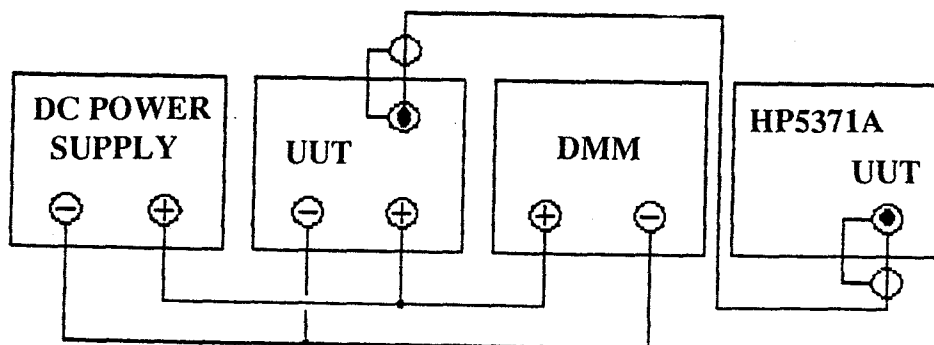 DC POWER
SUPPLY
UUT
DMM
HP5371A
UUT
− + − + + −